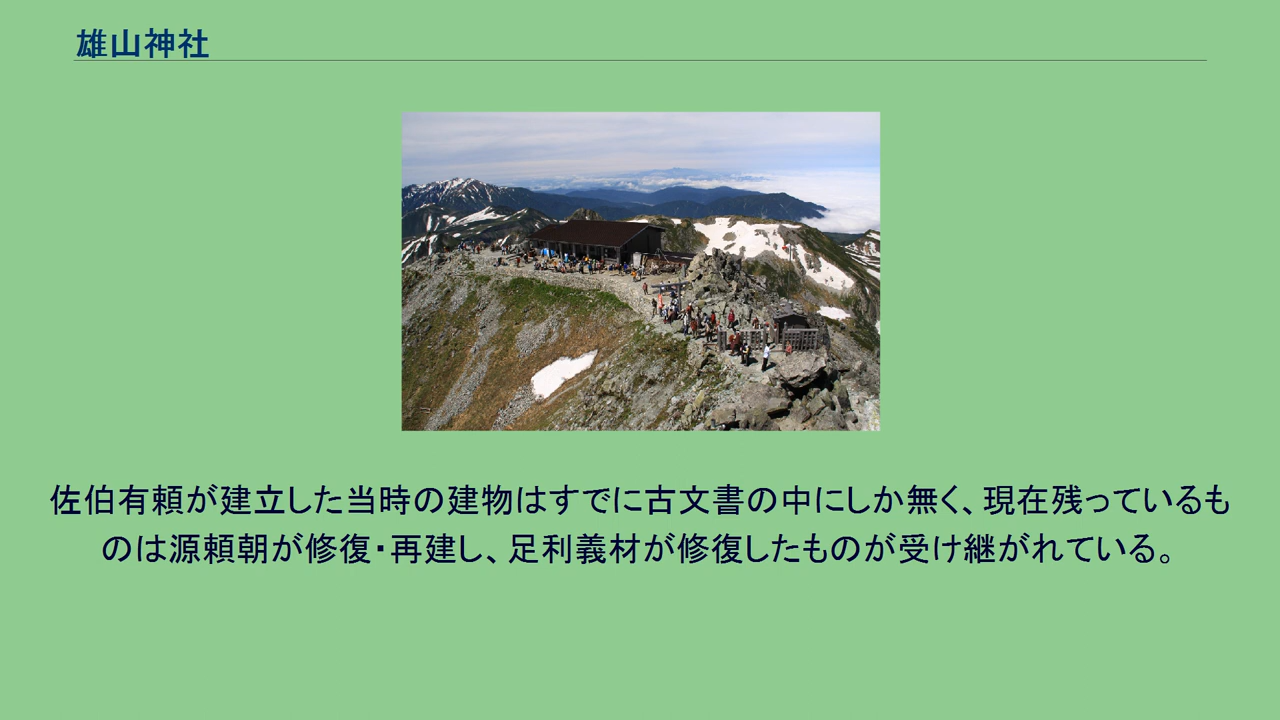 雄山神社
佐伯有頼が建立した当時の建物はすでに古文書の中にしか無く、現在残っているも
のは源頼朝が修復・再建し、足利義材が修復したものが受け継がれている。